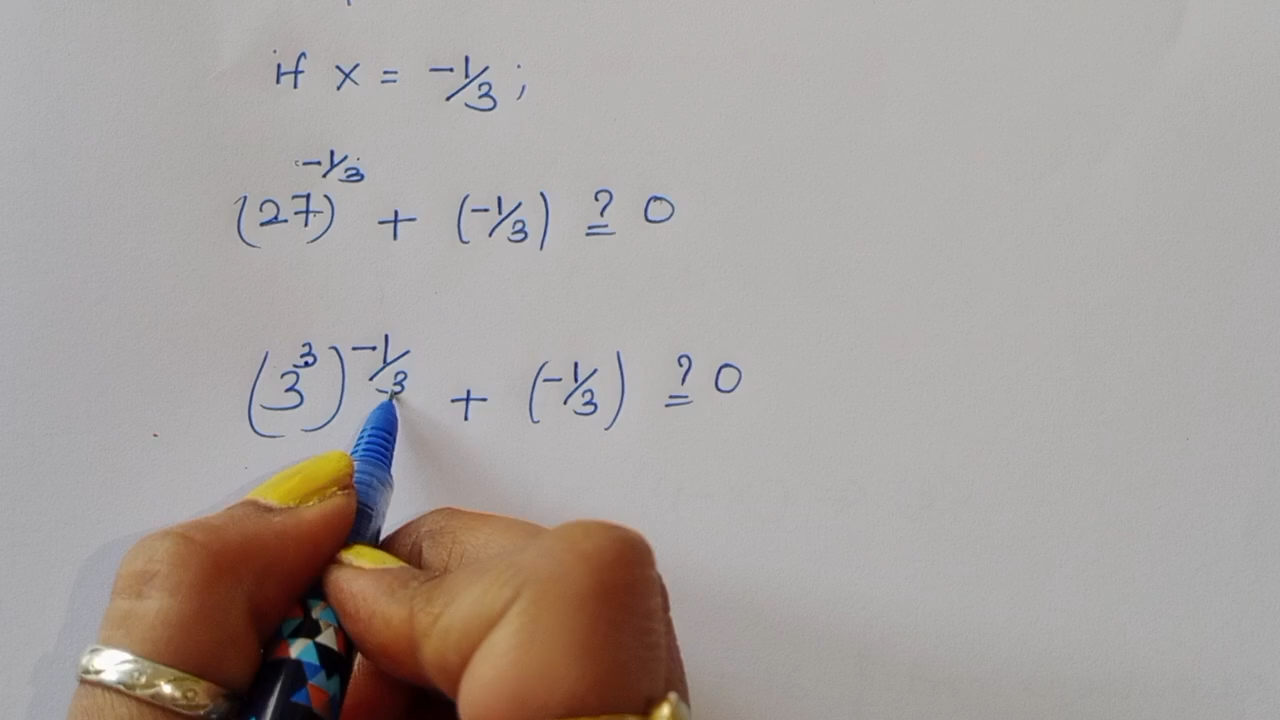 if x = -1/3 ;
(27)^{-1/3} + (-1/3) ≟ 0
(3^3)^{-1/3} + (-1/3) ≟ 0